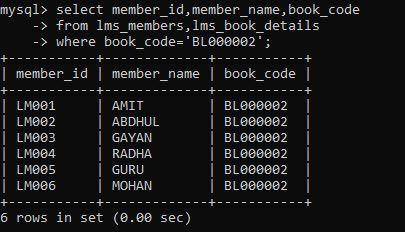 mysql> select member_id,member_name,book_code
    -> from lms_members,lms_book_details
    -> where book_code='BL000002';
+-----------+-------------+-----------+
| member_id | member_name | book_code |
+-----------+-------------+-----------+
| LM001     | AMIT        | BL000002  |
| LM002     | ABDHUL      | BL000002  |
| LM003     | GAYAN       | BL000002  |
| LM004     | RADHA       | BL000002  |
| LM005     | GURU        | BL000002  |
| LM006     | MOHAN       | BL000002  |
+-----------+-------------+-----------+
6 rows in set (0.00 sec)